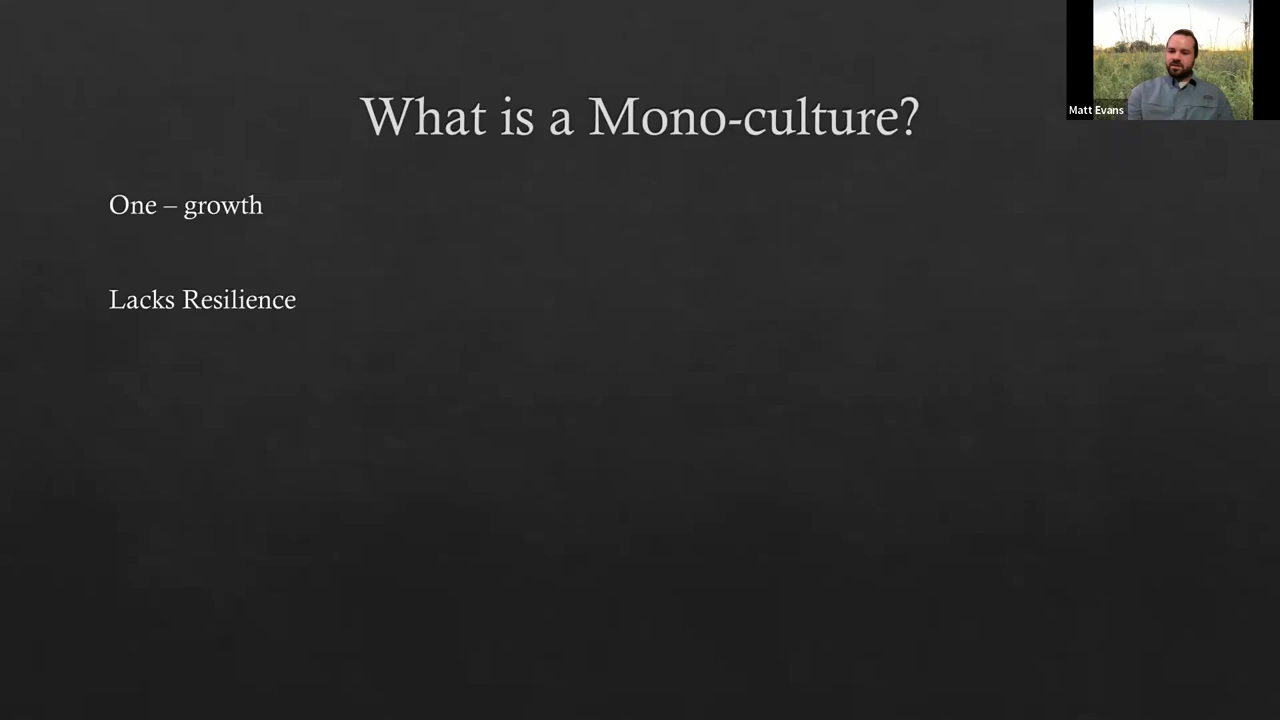 What is a Mono-culture?
Matt Evans
One – growth
Lacks Resilience